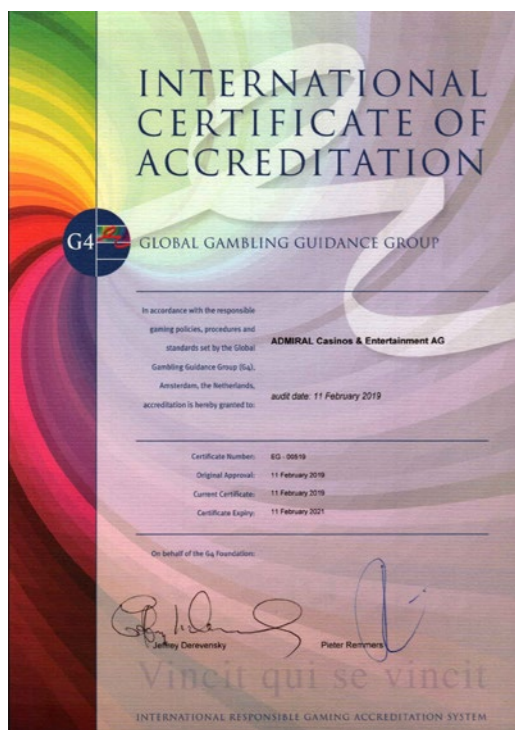 INTERNATIONAL
CERTIFICATE OF
ACCREDITATION
G4
GLOBAL GAMBLING GUIDANCE GROUP
In accordance with the responsible
gaming policies, procedures and
standards set by the Global
Gambling Guidance Group (G4),
Amsterdam, the Netherlands,
accreditation is hereby granted to:
ADMIRAL Casinos & Entertainment AG
audit date: 11 February 2019
Certificate Number: EG - 00519
Original Approval: 11 February 2019
Current Certificate: 11 February 2019
Certificate Expiry: 11 February 2021
On behalf of the G4 Foundation:
Jeffrey Derevensky
Pieter Remmers
Vincit qui se vincit
INTERNATIONAL RESPONSIBLE GAMING ACCREDITATION SYSTEM